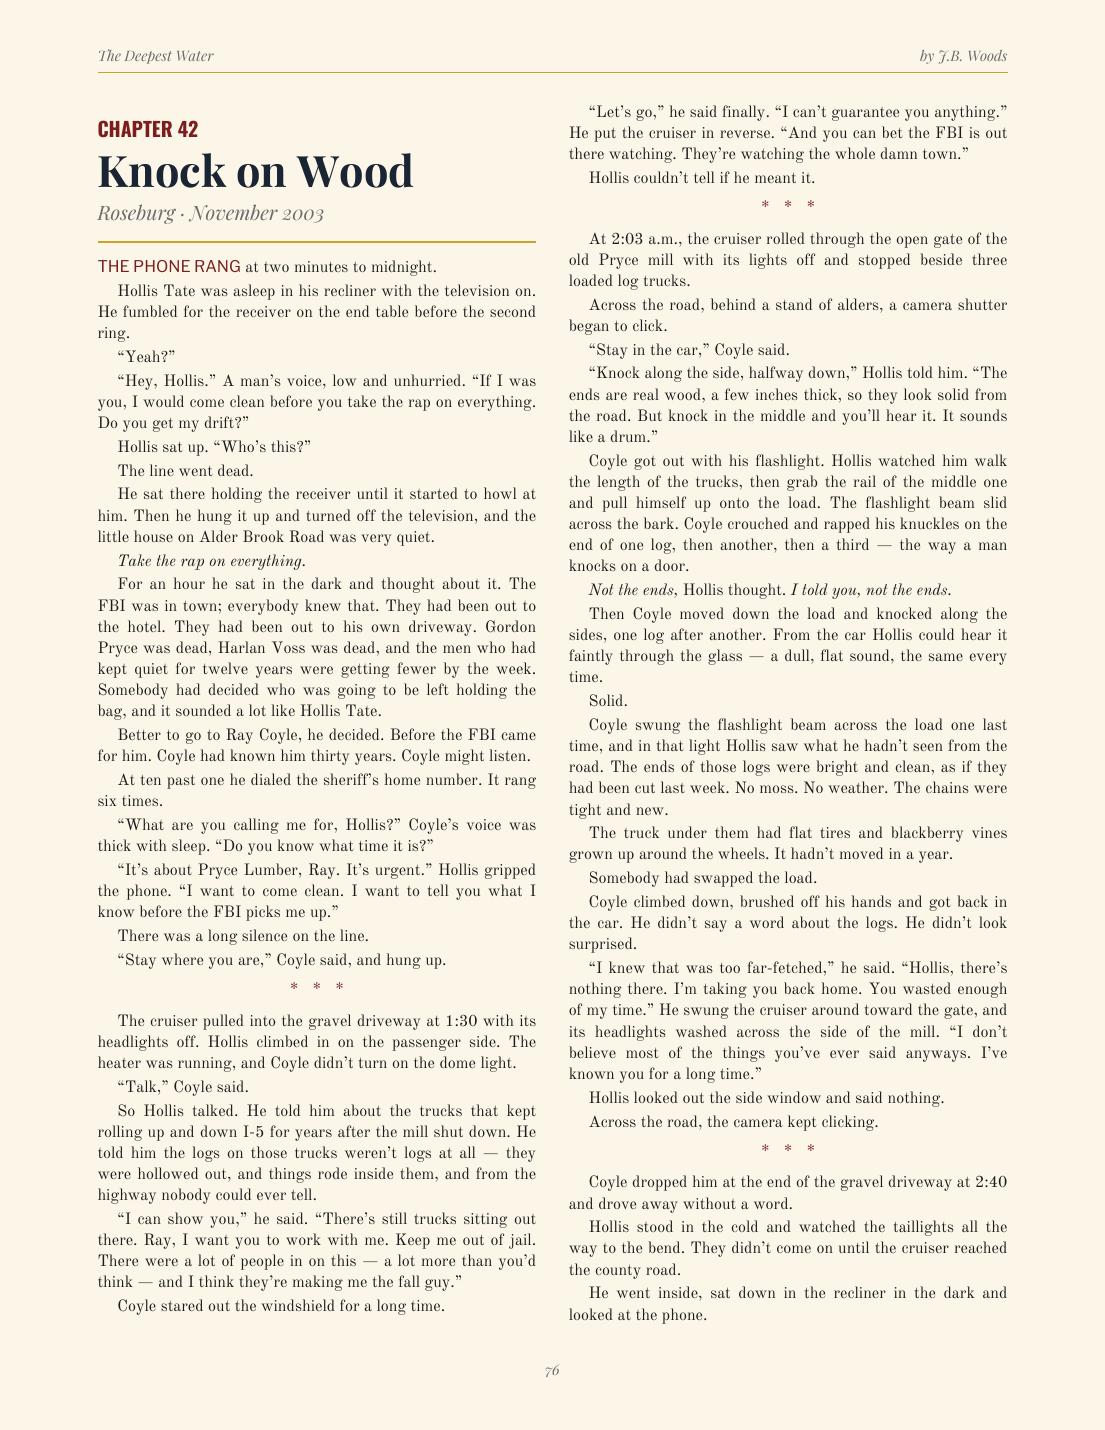 The Deepest Water
by J.B. Woods
CHAPTER 42
Knock on Wood
Roseburg · November 2003
THE PHONE RANG at two minutes to midnight.
Hollis Tate was asleep in his recliner with the television on.
He fumbled for the receiver on the end table before the second
ring.
“Yeah?”
“Hey, Hollis.” A man’s voice, low and unhurried. “If I was
you, I would come clean before you take the rap on everything.
Do you get my drift?”
Hollis sat up. “Who’s this?”
The line went dead.
He sat there holding the receiver until it started to howl at
him. Then he hung it up and turned off the television, and the
little house on Alder Brook Road was very quiet.
Take the rap on everything.
For an hour he sat in the dark and thought about it. The
FBI was in town; everybody knew that. They had been out to
the hotel. They had been out to his own driveway. Gordon
Pryce was dead, Harlan Voss was dead, and the men who had
kept quiet for twelve years were getting fewer by the week.
Somebody had decided who was going to be left holding the
bag, and it sounded a lot like Hollis Tate.
Better to go to Ray Coyle, he decided. Before the FBI came
for him. Coyle had known him thirty years. Coyle might listen.
At ten past one he dialed the sheriff’s home number. It rang
six times.
“What are you calling me for, Hollis?” Coyle’s voice was
thick with sleep. “Do you know what time it is?”
“It’s about Pryce Lumber, Ray. It’s urgent.” Hollis gripped
the phone. “I want to come clean. I want to tell you what I
know before the FBI picks me up.”
There was a long silence on the line.
“Stay where you are,” Coyle said, and hung up.
* * *
The cruiser pulled into the gravel driveway at 1:30 with its
headlights off. Hollis climbed in on the passenger side. The
heater was running, and Coyle didn’t turn on the dome light.
“Talk,” Coyle said.
So Hollis talked. He told him about the trucks that kept
rolling up and down I-5 for years after the mill shut down. He
told him the logs on those trucks weren’t logs at all — they
were hollowed out, and things rode inside them, and from the
highway nobody could ever tell.
“I can show you,” he said. “There’s still trucks sitting out
there. Ray, I want you to work with me. Keep me out of jail.
There were a lot of people in on this — a lot more than you’d
think — and I think they’re making me the fall guy.”
Coyle stared out the windshield for a long time.
“Let’s go,” he said finally. “I can’t guarantee you anything.”
He put the cruiser in reverse. “And you can bet the FBI is out
there watching. They’re watching the whole damn town.”
Hollis couldn’t tell if he meant it.
* * *
At 2:03 a.m., the cruiser rolled through the open gate of the
old Pryce mill with its lights off and stopped beside three
loaded log trucks.
Across the road, behind a stand of alders, a camera shutter
began to click.
“Stay in the car,” Coyle said.
“Knock along the side, halfway down,” Hollis told him. “The
ends are real wood, a few inches thick, so they look solid from
the road. But knock in the middle and you’ll hear it. It sounds
like a drum.”
Coyle got out with his flashlight. Hollis watched him walk
the length of the trucks, then grab the rail of the middle one
and pull himself up onto the load. The flashlight beam slid
across the bark. Coyle crouched and rapped his knuckles on the
end of one log, then another, then a third — the way a man
knocks on a door.
Not the ends, Hollis thought. I told you, not the ends.
Then Coyle moved down the load and knocked along the
sides, one log after another. From the car Hollis could hear it
faintly through the glass — a dull, flat sound, the same every
time.
Solid.
Coyle swung the flashlight beam across the load one last
time, and in that light Hollis saw what he hadn’t seen from the
road. The ends of those logs were bright and clean, as if they
had been cut last week. No moss. No weather. The chains were
tight and new.
The truck under them had flat tires and blackberry vines
grown up around the wheels. It hadn’t moved in a year.
Somebody had swapped the load.
Coyle climbed down, brushed off his hands and got back in
the car. He didn’t say a word about the logs. He didn’t look
surprised.
“I knew that was too far-fetched,” he said. “Hollis, there’s
nothing there. I’m taking you back home. You wasted enough
of my time.” He swung the cruiser around toward the gate, and
its headlights washed across the side of the mill. “I don’t
believe most of the things you’ve ever said anyways. I’ve
known you for a long time.”
Hollis looked out the side window and said nothing.
Across the road, the camera kept clicking.
* * *
Coyle dropped him at the end of the gravel driveway at 2:40
and drove away without a word.
Hollis stood in the cold and watched the taillights all the
way to the bend. They didn’t come on until the cruiser reached
the county road.
He went inside, sat down in the recliner in the dark and
looked at the phone.
76